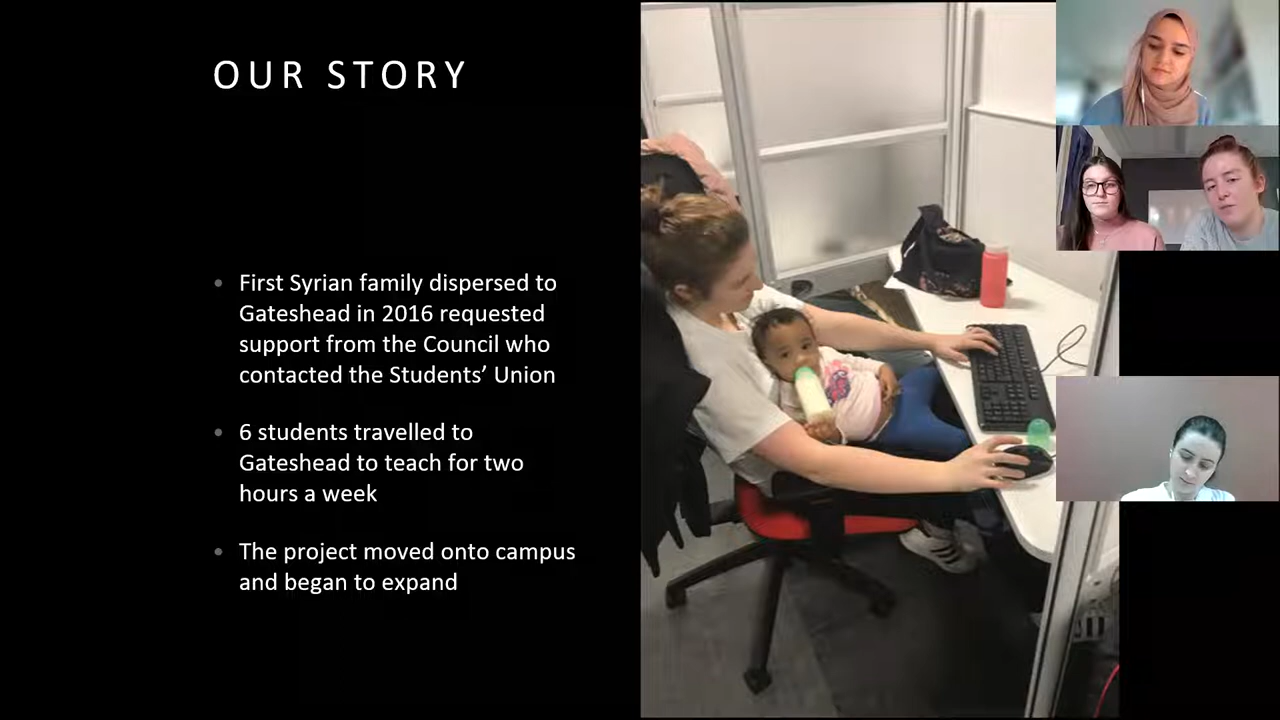 OUR STORY
• First Syrian family dispersed to
Gateshead in 2016 requested
support from the Council who
contacted the Students’ Union
• 6 students travelled to
Gateshead to teach for two
hours a week
• The project moved onto campus
and began to expand